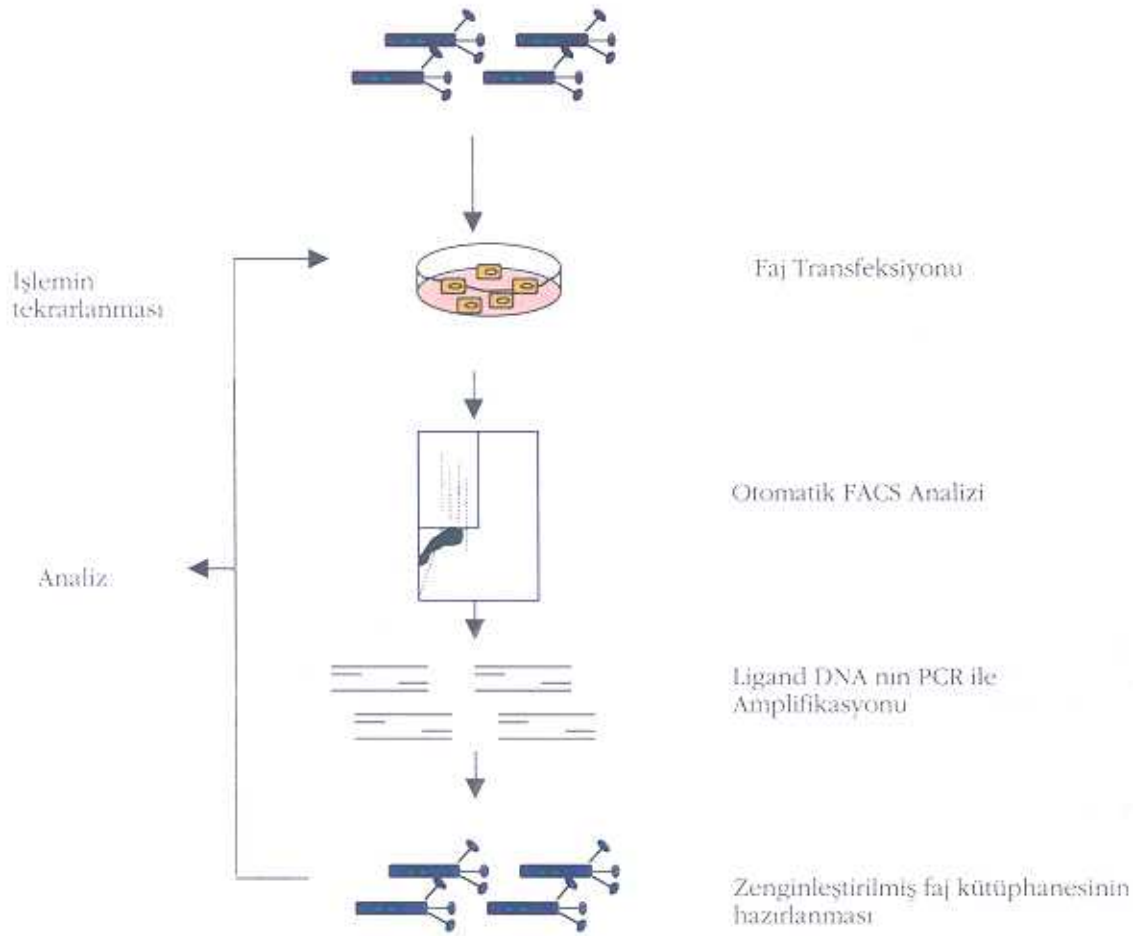 Faj Transfeksiyonu
İşlemin
tekrarlanması
Otomatik FACS Analizi
Analiz
Ligand DNA nın PCR ile
Amplifikasyonu
Zenginleştirilmiş faj kütüphanesinin
hazırlanması